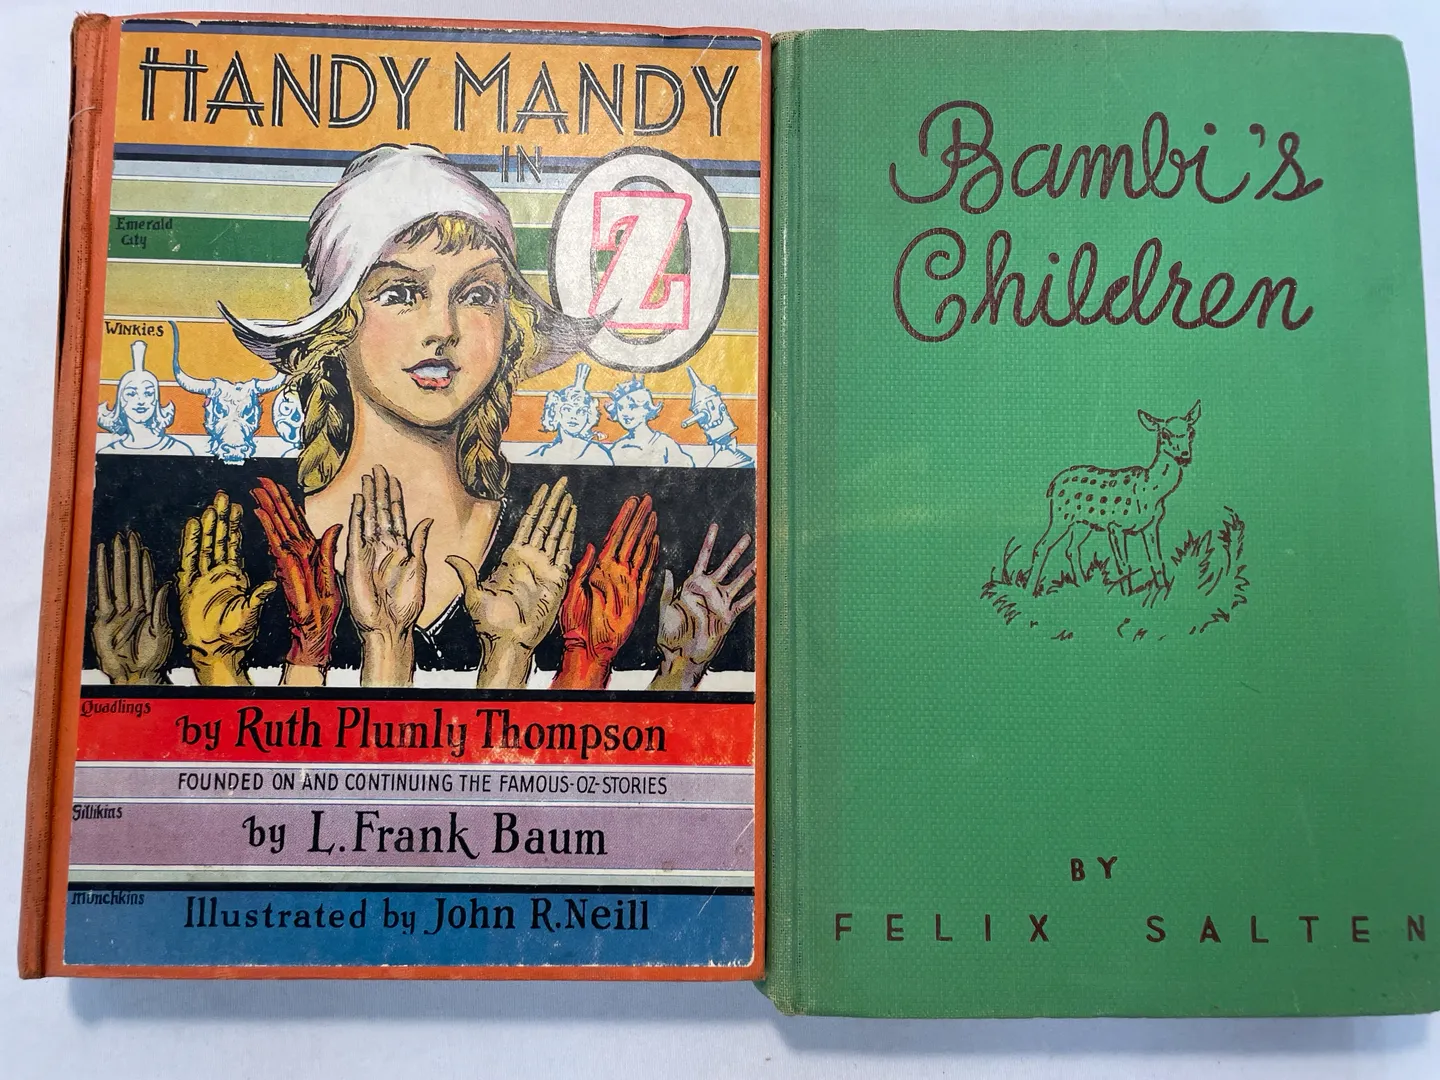 HANDY MANDY
IN
OZ
Emerald
City
WINKIES
Quadlings
by Ruth Plumly Thompson
FOUNDED ON AND CONTINUING THE FAMOUS-OZ-STORIES
Gillikins
by L. Frank Baum
Munchkins
Illustrated by John R. Neill
Bambi's
Children
BY
FELIX SALTEN